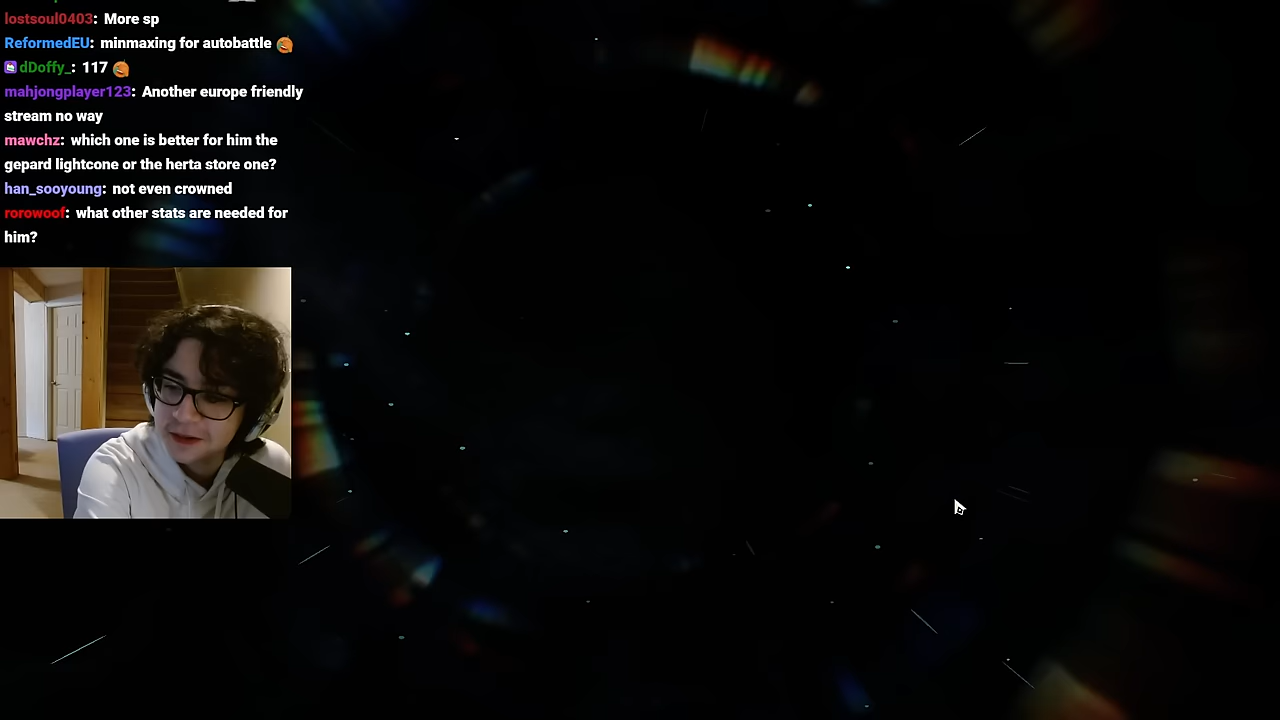 lostsoul0403: More sp
ReformedEU: minmaxing for autobattle
dDoffy_: 117
mahjongplayer123: Another europe friendly
stream no way
mawchz: which one is better for him the
gepard lightcone or the herta store one?
han_sooyoung: not even crowned
rorowoof: what other stats are needed for
him?